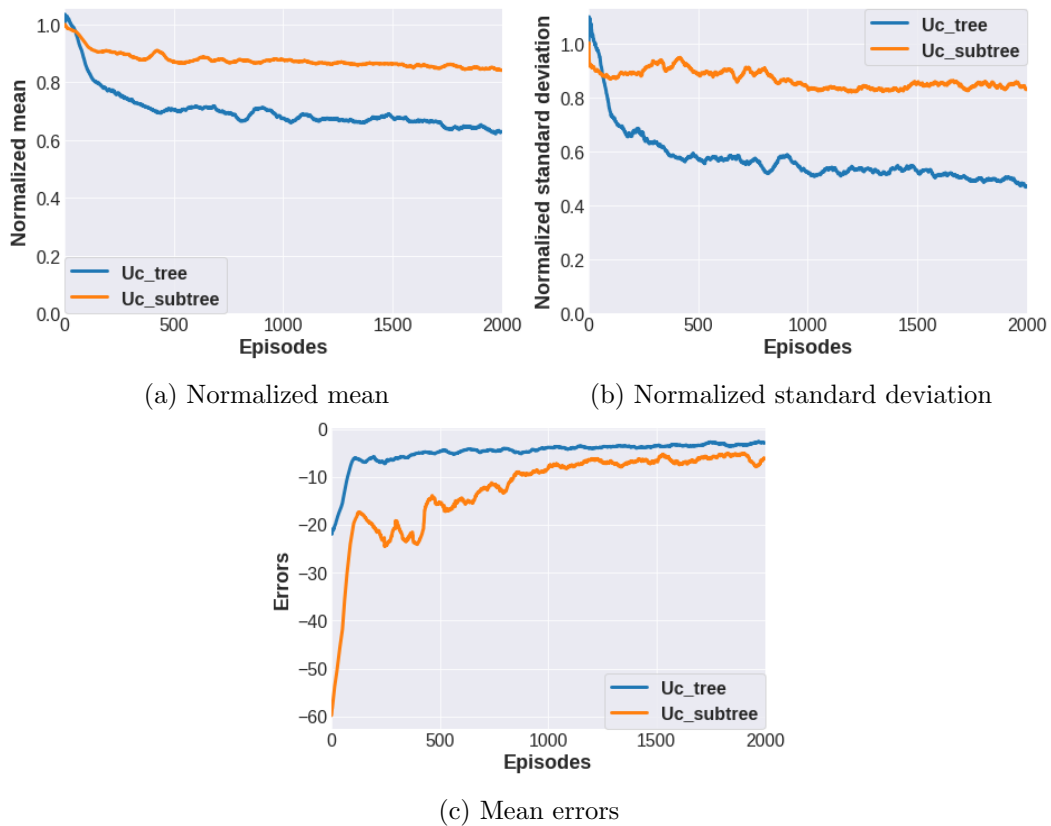 Normalized mean
1.0
0.8
0.6
0.4
0.2
0.0
Uc_tree
Uc_subtree
0 500 1000 1500 2000
Episodes
(a) Normalized mean
Normalized standard deviation
1.0
0.8
0.6
0.4
0.2
0.0
Uc_tree
Uc_subtree
0 500 1000 1500 2000
Episodes
(b) Normalized standard deviation
Errors
0
−10
−20
−30
−40
−50
−60
Uc_tree
Uc_subtree
0 500 1000 1500 2000
Episodes
(c) Mean errors